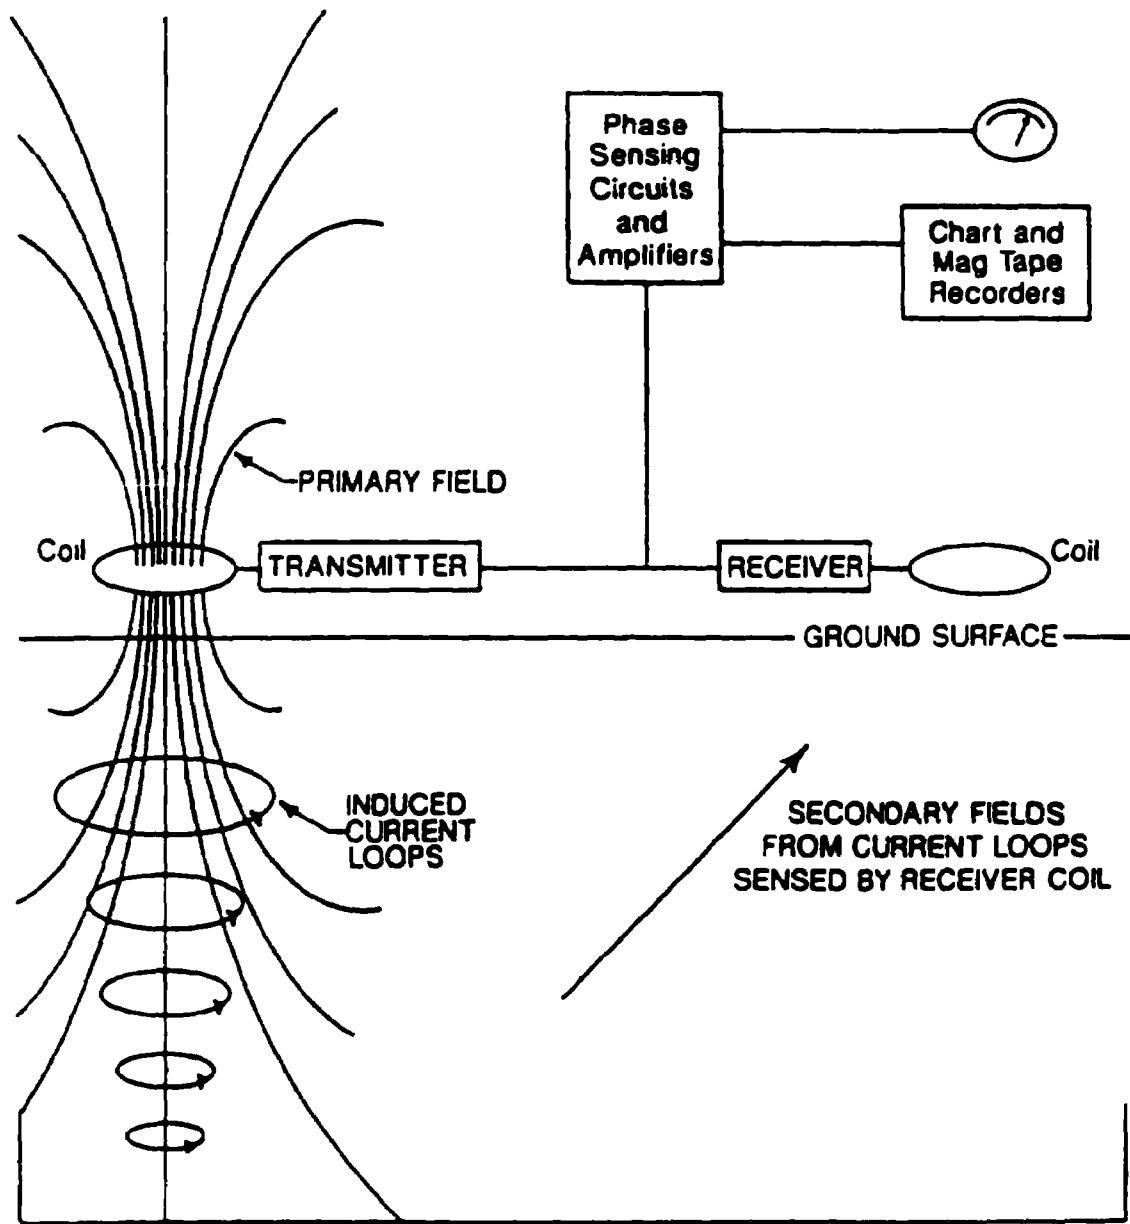 Phase
Sensing
Circuits
and
Amplifiers
Chart and
Mag Tape
Recorders
PRIMARY FIELD
Coil
TRANSMITTER
RECEIVER
Coil
GROUND SURFACE
INDUCED
CURRENT
LOOPS
SECONDARY FIELDS
FROM CURRENT LOOPS
SENSED BY RECEIVER COIL